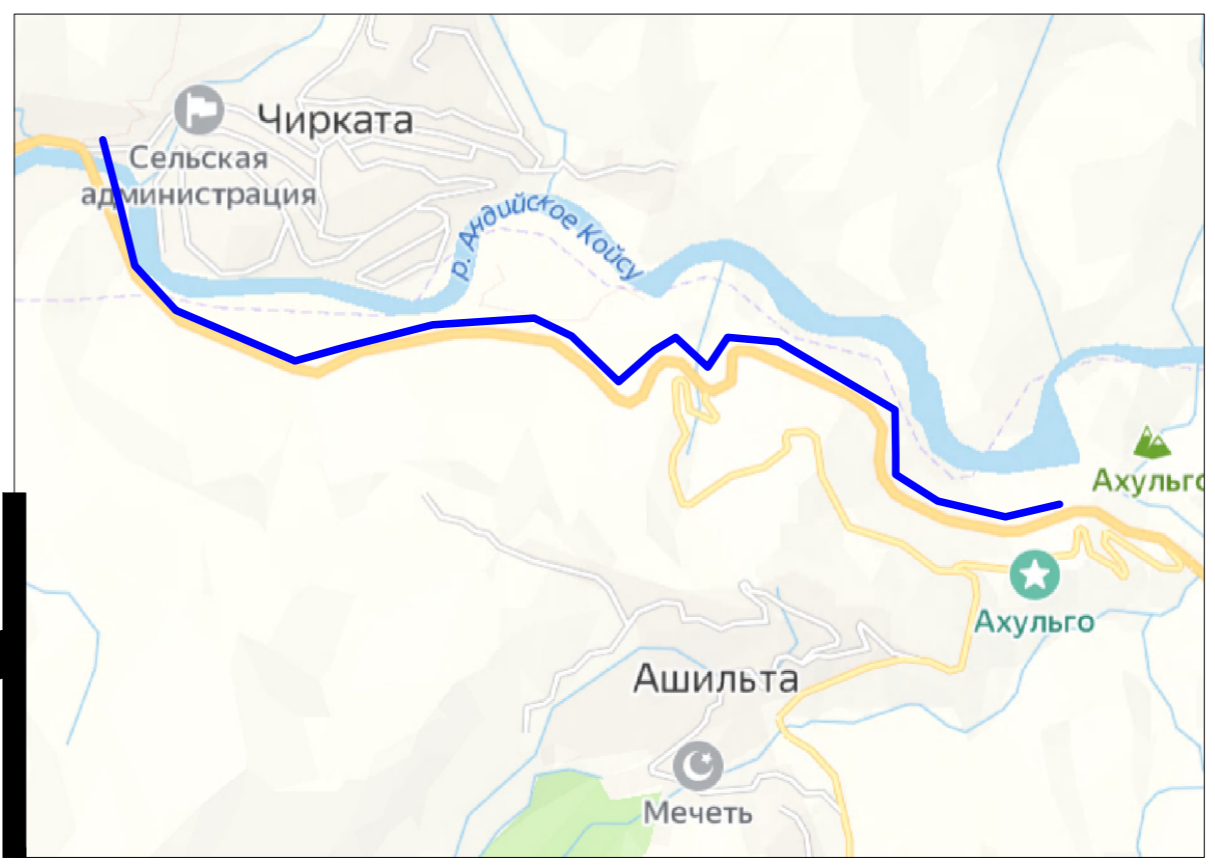 Чирката
Сельская
администрация
р. Андийское Койсу
Ахульго
Ахульго
Ашильта
Мечеть